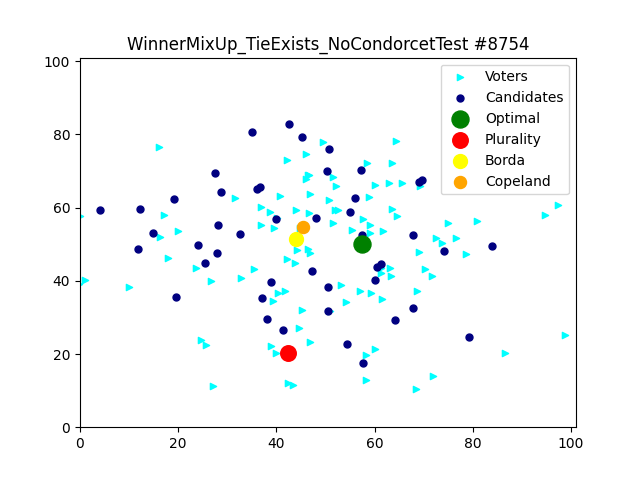 WinnerMixUp_TieExists_NoCondorcetTest #8754
100
80
60
40
20
0
0
20
40
60
80
100
Voters
Candidates
Optimal
Plurality
Borda
Copeland